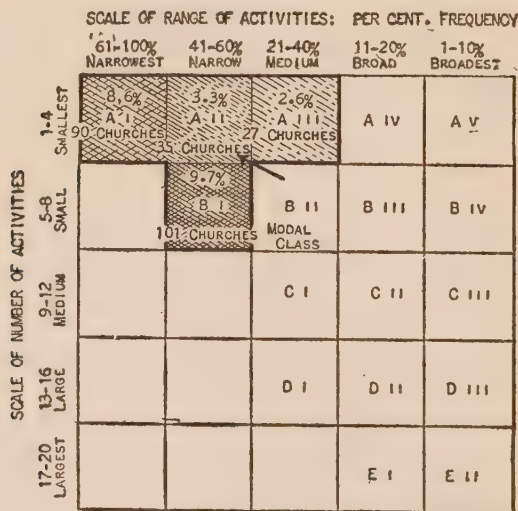 SCALE OF RANGE OF ACTIVITIES: PER CENT. FREQUENCY
61-100% 41-60% 21-40% 11-20% 1-10%
NARROWEST NARROW MEDIUM BROAD BROADEST
SCALE OF NUMBER OF ACTIVITIES
1-4
SMALLEST
8.6% 3.3% 2.6%
A I A II A III A IV A V
90 CHURCHES 35 CHURCHES 27 CHURCHES
5-8
SMALL
9.7%
B I B II B III B IV
101 CHURCHES MODAL
CLASS
9-12
MEDIUM
C I C II C III
13-16
LARGE
D I D II D III
17-20
LARGEST
E I E II